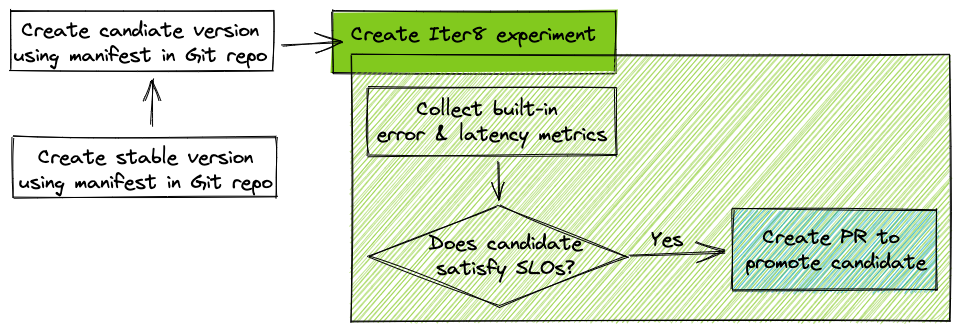 Create candiate version
using manifest in Git repo
Create Iter8 experiment
Collect built-in
error & latency metrics
Create stable version
using manifest in Git repo
Does candidate
satisfy SLOs?
Yes
Create PR to
promote candidate